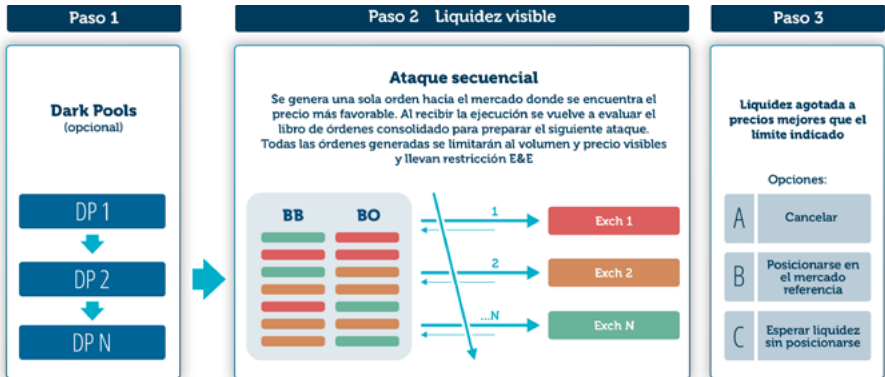 Paso 1
Paso 2 Liquidez visible
Paso 3
Dark Pools
(opcional)
DP 1
DP 2
DP N
Ataque secuencial
Se genera una sola orden hacia el mercado donde se encuentra el
precio más favorable. Al recibir la ejecución se vuelve a evaluar el
libro de órdenes consolidado para preparar el siguiente ataque.
Todas las órdenes generadas se limitarán al volumen y precio visibles
y llevan restricción E&E
BB BO
1
Exch 1
2
Exch 2
...N
Exch N
Liquidez agotada a
precios mejores que el
límite indicado
Opciones:
A Cancelar
B Posicionarse en
el mercado
referencia
C Esperar liquidez
sin posicionarse